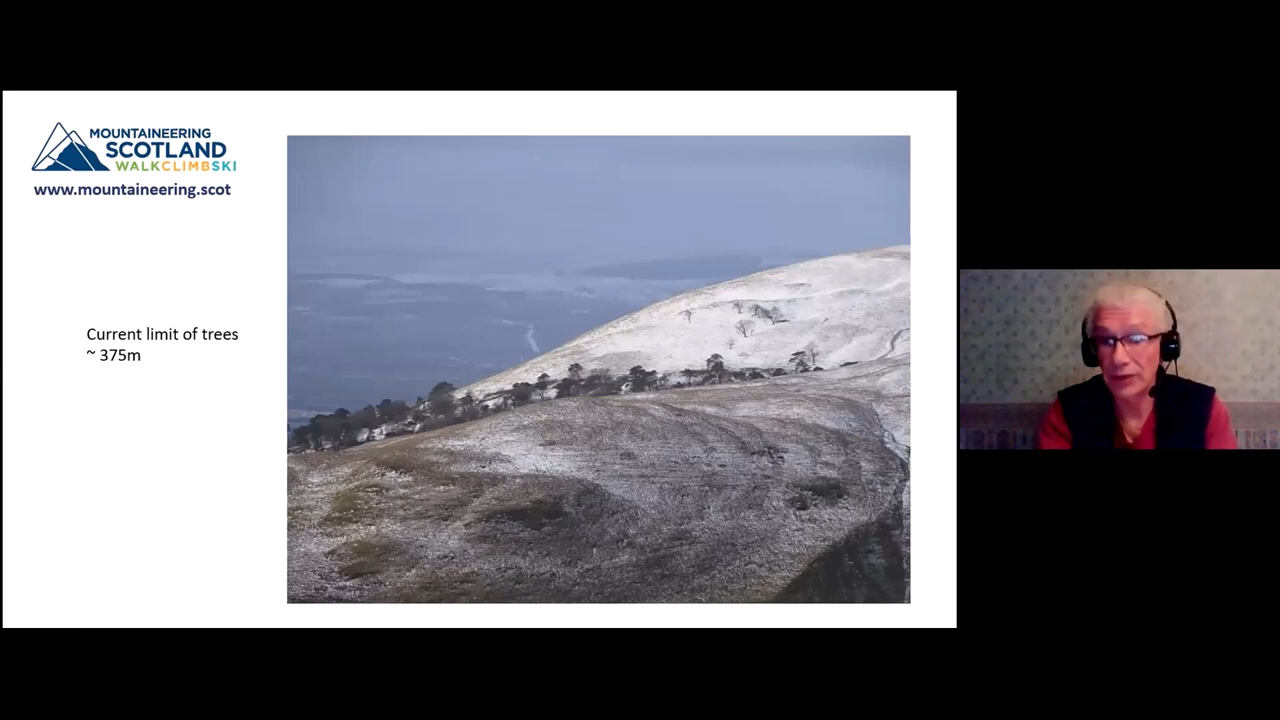 MOUNTAINEERING
SCOTLAND
WALKCLIMBSKI
www.mountaineering.scot
Current limit of trees
~ 375m